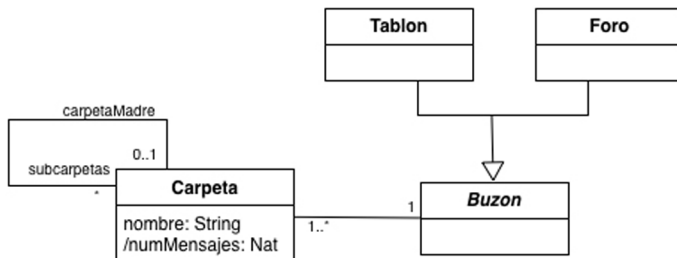 Tablon
Foro
carpetaMadre
0..1
subcarpetas
*
Carpeta
nombre: String
/numMensajes: Nat
1..*
1
Buzon